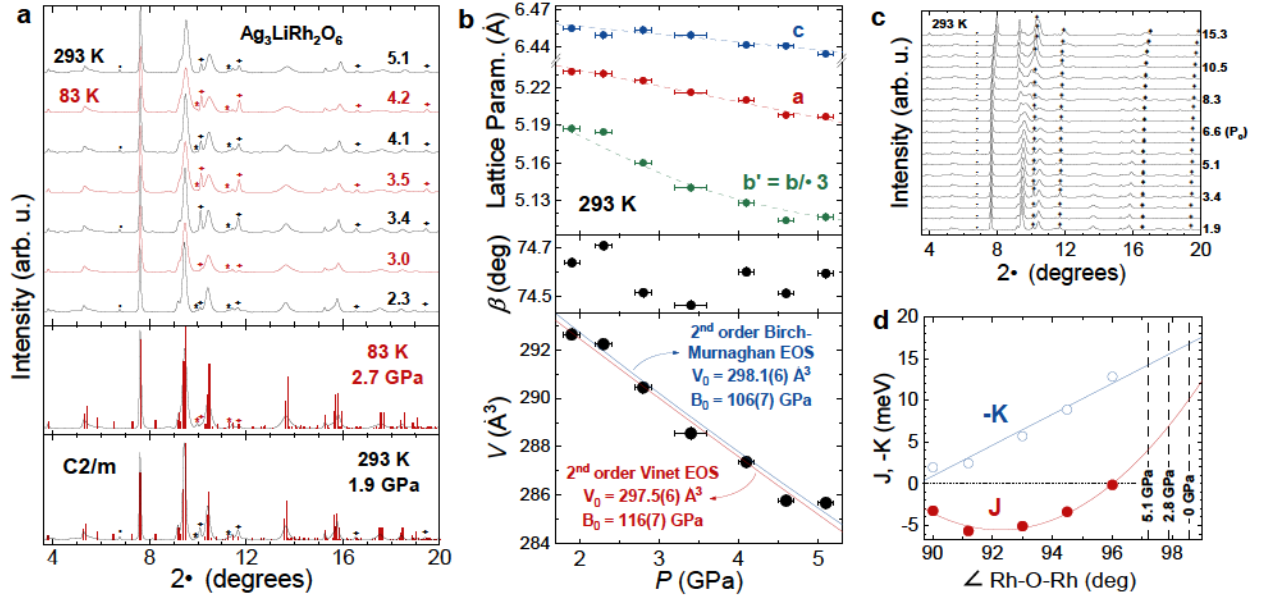 a
Ag3LiRh2O6
293 K
5.1
83 K
4.2
4.1
3.5
3.4
3.0
2.3
83 K
2.7 GPa
C2/m
293 K
1.9 GPa
Intensity (arb. u.)
4 8 12 16 20
2• (degrees)
b
6.47
6.44
5.22
5.19
5.16
5.13
Lattice Param. (Å)
c
a
b' = b/• 3
293 K
74.7
74.5
β (deg)
292
290
288
286
284
V (Å3)
2nd order Birch-
Murnaghan EOS
V0 = 298.1(6) Å3
B0 = 106(7) GPa
2nd order Vinet EOS
V0 = 297.5(6) Å3
B0 = 116(7) GPa
2 3 4 5
P (GPa)
c
293 K
15.3
10.5
8.3
6.6 (P0)
5.1
3.4
1.9
Intensity (arb. u.)
4 8 12 16 20
2• (degrees)
d
20
15
10
5
0
-5
J, -K (meV)
-K
J
5.1 GPa
2.8 GPa
0 GPa
90 92 94 96 98
∠ Rh-O-Rh (deg)